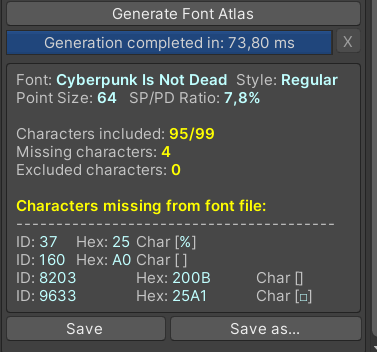 Generate Font Atlas
Generation completed in: 73,80 ms X
Font: Cyberpunk Is Not Dead Style: Regular
Point Size: 64 SP/PD Ratio: 7,8%
Characters included: 95/99
Missing characters: 4
Excluded characters: 0
Characters missing from font file:
----------------------------------------
ID: 37 Hex: 25 Char [%]
ID: 160 Hex: A0 Char [ ]
ID: 8203 Hex: 200B Char []
ID: 9633 Hex: 25A1 Char [□]
Save Save as...